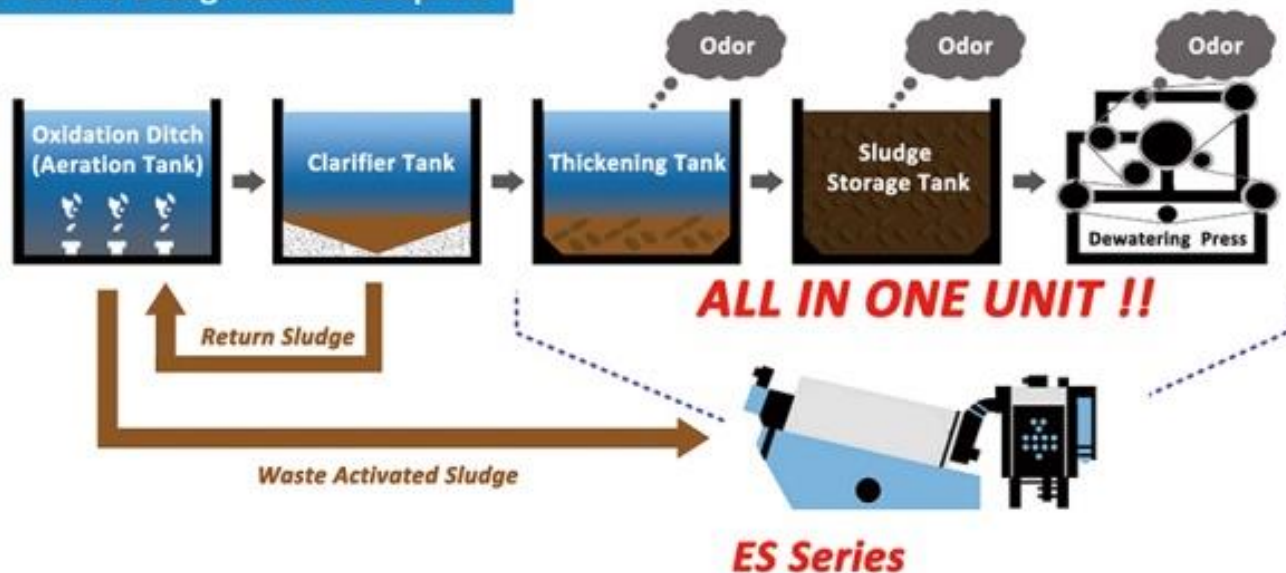 Odor
Odor
Odor
Oxidation Ditch
(Aeration Tank)
Clarifier Tank
Thickening Tank
Sludge
Storage Tank
Dewatering Press
ALL IN ONE UNIT !!
Return Sludge
Waste Activated Sludge
ES Series